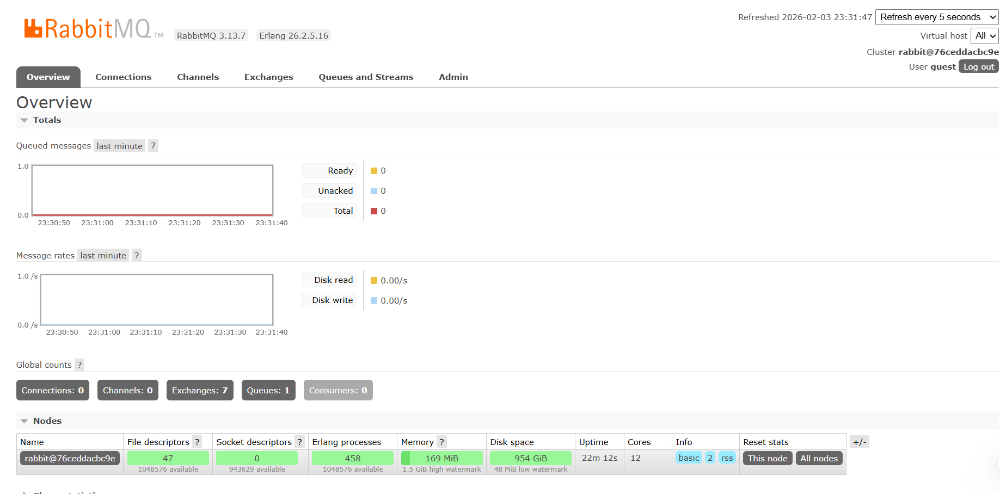 Refreshed 2026-02-03 23:31:47 Refresh every 5 seconds
RabbitMQ TM RabbitMQ 3.13.7 Erlang 26.2.5.16
Virtual host All
Cluster rabbit@76ceddacbc9e
User guest Log out
Overview Connections Channels Exchanges Queues and Streams Admin
Overview
Totals
Queued messages last minute ?
1.0
0.0
23:30:50 23:31:00 23:31:10 23:31:20 23:31:30 23:31:40
Ready 0
Unacked 0
Total 0
Message rates last minute ?
1.0 /s
0.0 /s
23:30:50 23:31:00 23:31:10 23:31:20 23:31:30 23:31:40
Disk read 0.00/s
Disk write 0.00/s
Global counts ?
Connections: 0 Channels: 0 Exchanges: 7 Queues: 1 Consumers: 0
Nodes
Name File descriptors ? Socket descriptors ? Erlang processes Memory ? Disk space Uptime Cores Info Reset stats +/-
rabbit@76ceddacbc9e 47 0 458 169 MiB 954 GiB 22m 12s 12 basic 2 rss This node All nodes
1048576 available 943629 available 1048576 available 1.5 GiB high watermark 48 MiB low watermark